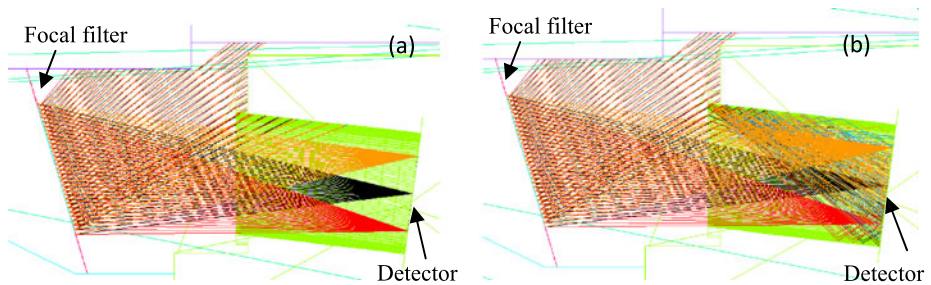 Focal filter
(a)
Detector
Focal filter
(b)
Detector